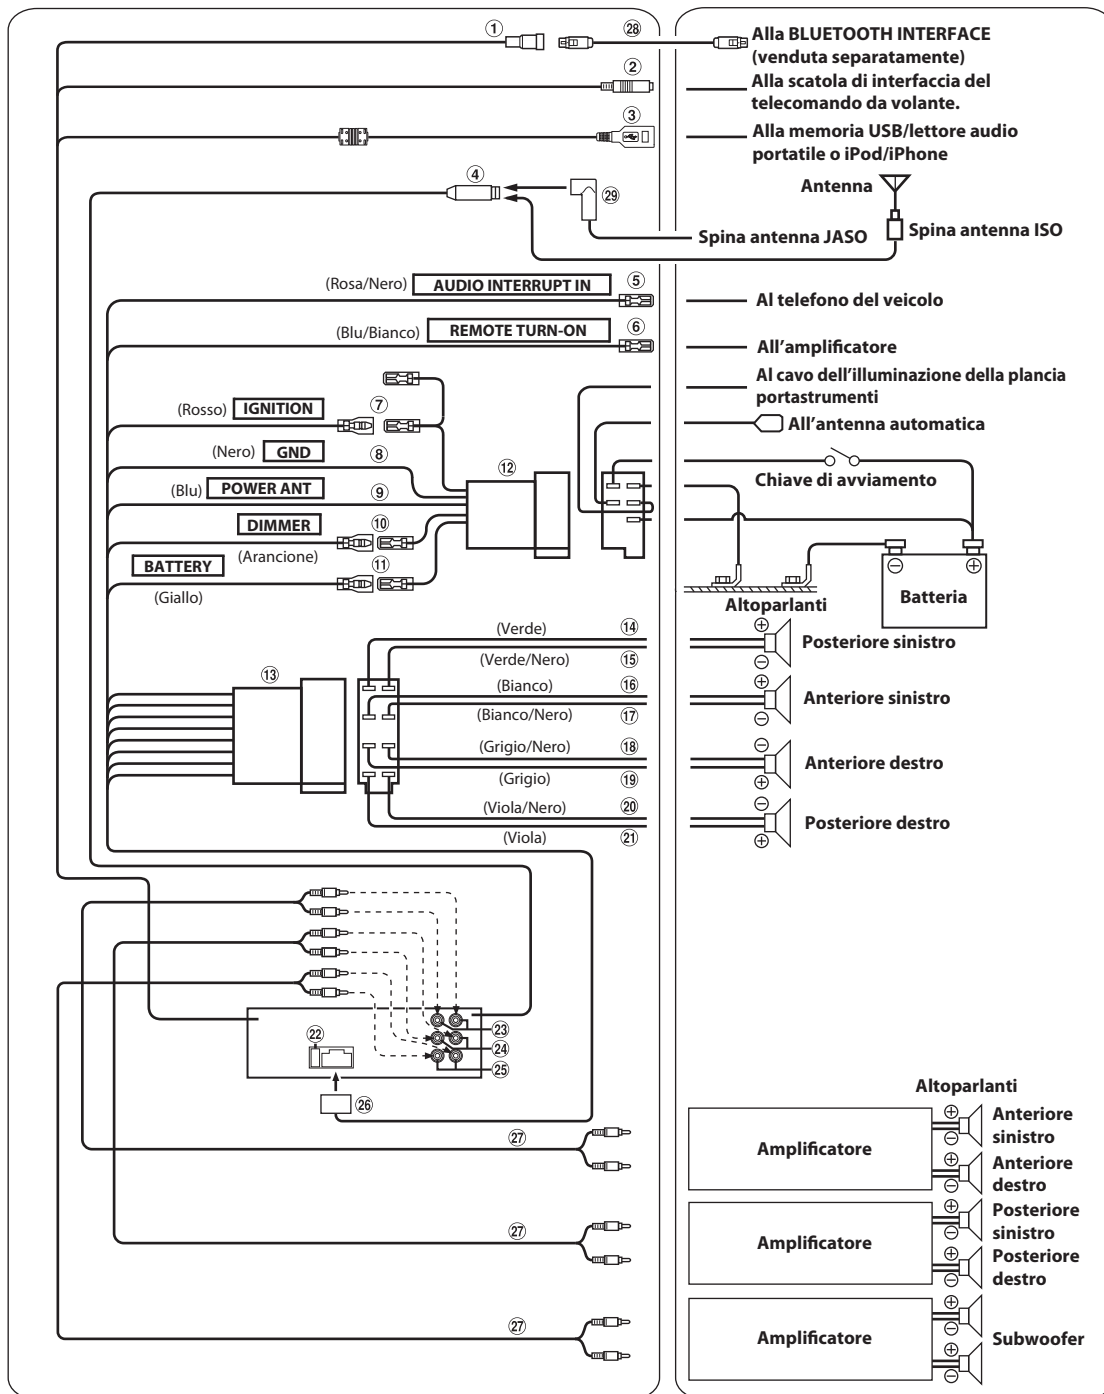 ① ㉘ Alla BLUETOOTH INTERFACE
(venduta separatamente)
② Alla scatola di interfaccia del
telecomando da volante.
③ Alla memoria USB/lettore audio
portatile o iPod/iPhone
④ ㉙ Antenna
Spina antenna JASO Spina antenna ISO
(Rosa/Nero) AUDIO INTERRUPT IN ⑤ Al telefono del veicolo
(Blu/Bianco) REMOTE TURN-ON ⑥ All’amplificatore
Al cavo dell’illuminazione della plancia
portastrumenti
(Rosso) IGNITION ⑦ All’antenna automatica
(Nero) GND ⑧ ⑫ Chiave di avviamento
(Blu) POWER ANT ⑨
DIMMER ⑩
(Arancione)
BATTERY ⑪
(Giallo)
⊖ ⊕
Batteria
Altoparlanti
(Verde) ⑭ ⊕ Posteriore sinistro
(Verde/Nero) ⑮ ⊖
⑬
(Bianco) ⑯ ⊕ Anteriore sinistro
(Bianco/Nero) ⑰ ⊖
(Grigio/Nero) ⑱ ⊖ Anteriore destro
(Grigio) ⑲ ⊕
(Viola/Nero) ⑳ ⊖ Posteriore destro
(Viola) ㉑ ⊕
㉒ ㉓
㉔
㉕
㉖
Altoparlanti
㉗ Amplificatore ⊕ ⊖ Anteriore
sinistro
⊕ ⊖ Anteriore
destro
㉗ Amplificatore ⊕ ⊖ Posteriore
sinistro
⊕ ⊖ Posteriore
destro
㉗ Amplificatore ⊕ ⊖ ⊕ ⊖ Subwoofer